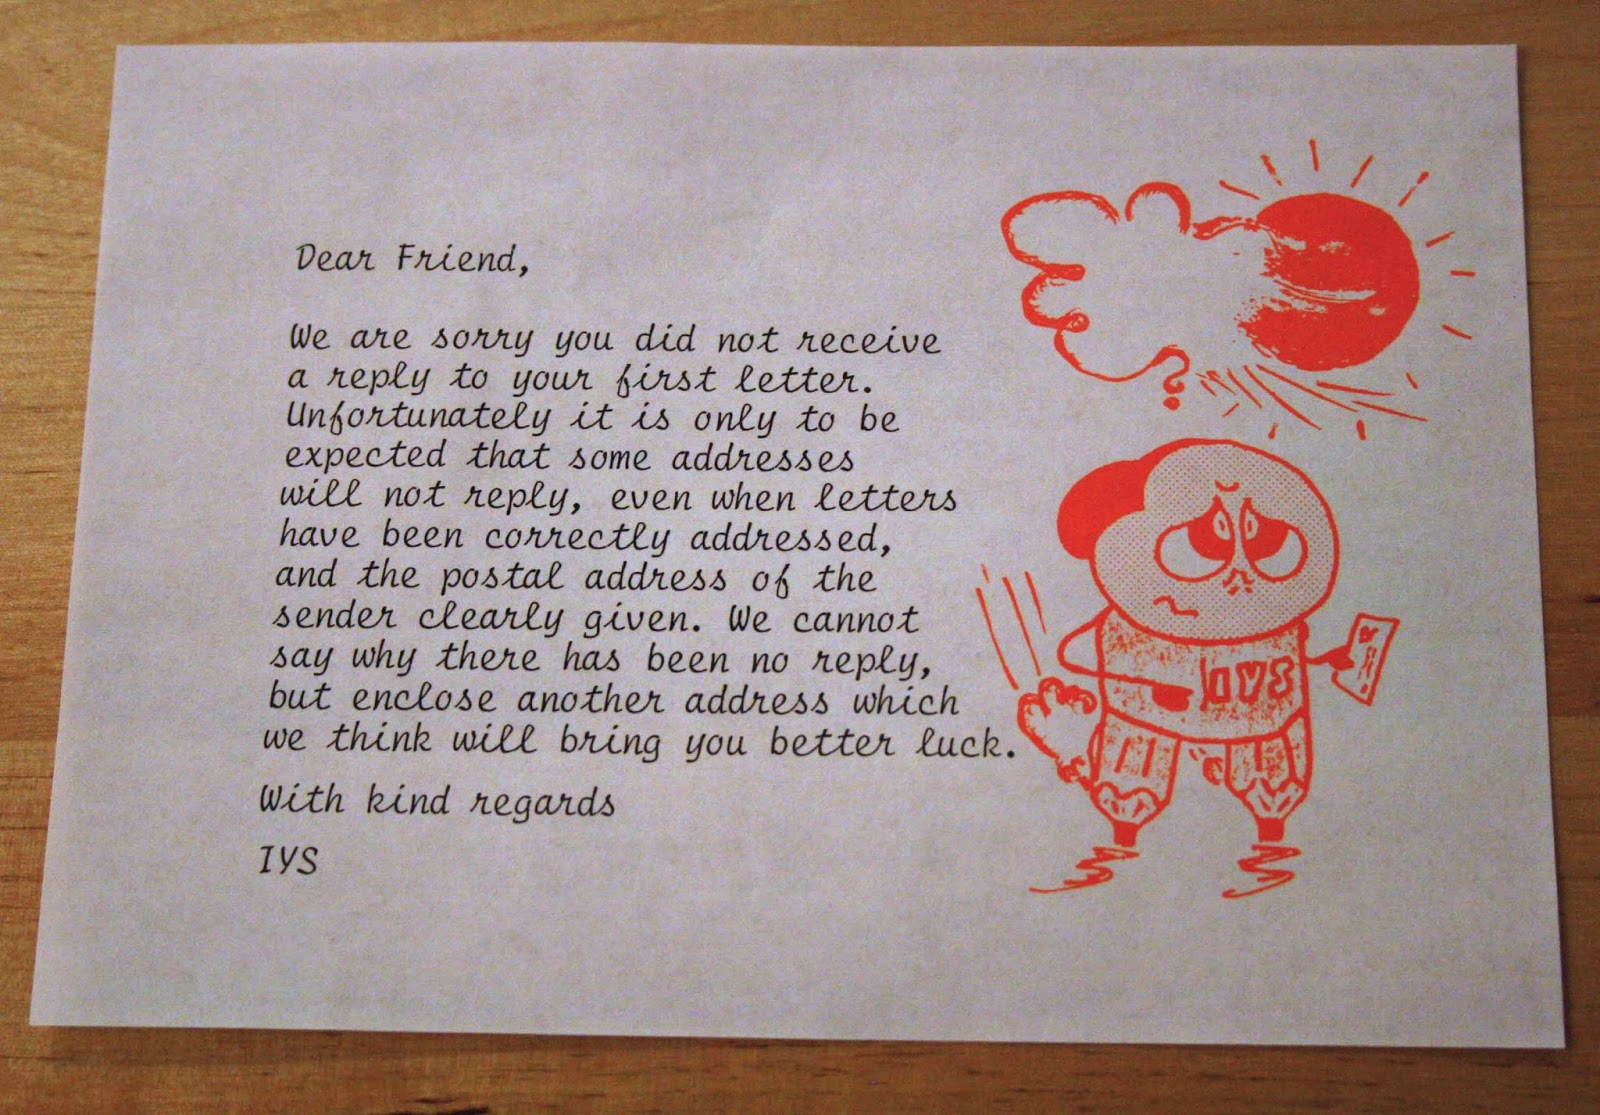 Dear Friend,
We are sorry you did not receive
a reply to your first letter.
Unfortunately it is only to be
expected that some addresses
will not reply, even when letters
have been correctly addressed,
and the postal address of the
sender clearly given. We cannot
say why there has been no reply,
but enclose another address which
we think will bring you better luck.
With kind regards
IYS
?
IYS